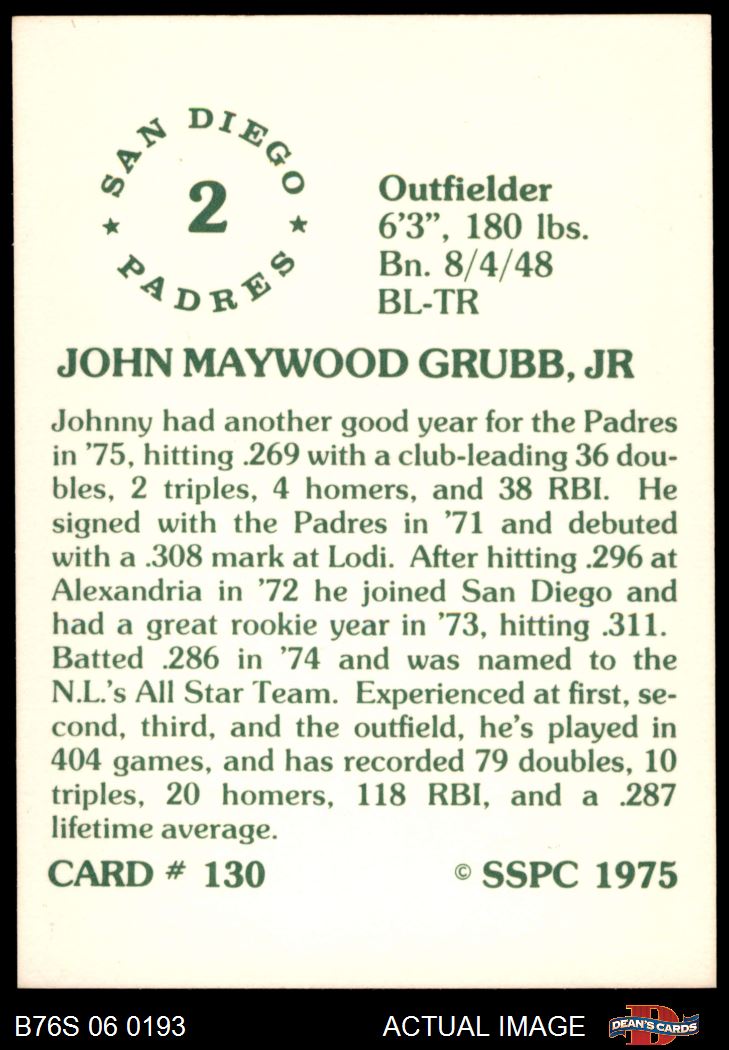 SAN DIEGO
2
PADRES
Outfielder
6'3", 180 lbs.
Bn. 8/4/48
BL-TR
JOHN MAYWOOD GRUBB, JR
Johnny had another good year for the Padres
in '75, hitting .269 with a club-leading 36 dou-
bles, 2 triples, 4 homers, and 38 RBI. He
signed with the Padres in '71 and debuted
with a .308 mark at Lodi. After hitting .296 at
Alexandria in '72 he joined San Diego and
had a great rookie year in '73, hitting .311.
Batted .286 in '74 and was named to the
N.L.'s All Star Team. Experienced at first, se-
cond, third, and the outfield, he's played in
404 games, and has recorded 79 doubles, 10
triples, 20 homers, 118 RBI, and a .287
lifetime average.
CARD # 130 © SSPC 1975
B76S 06 0193 ACTUAL IMAGE D DEAN'S CARDS